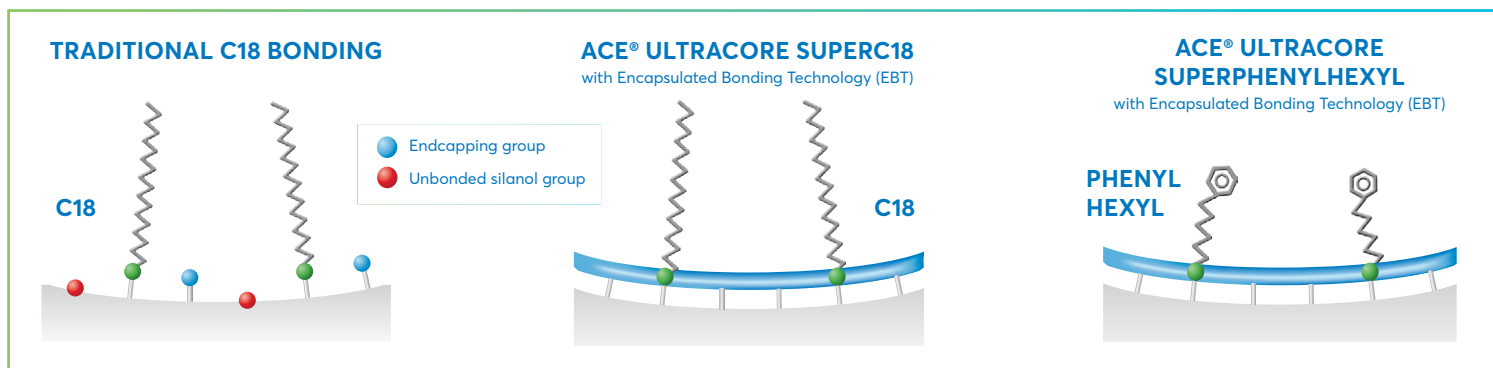 TRADITIONAL C18 BONDING
C18
Endcapping group
Unbonded silanol group
ACE® ULTRACORE SUPERC18
with Encapsulated Bonding Technology (EBT)
C18
ACE® ULTRACORE
SUPERPHENYLHEXYL
with Encapsulated Bonding Technology (EBT)
PHENYL
HEXYL